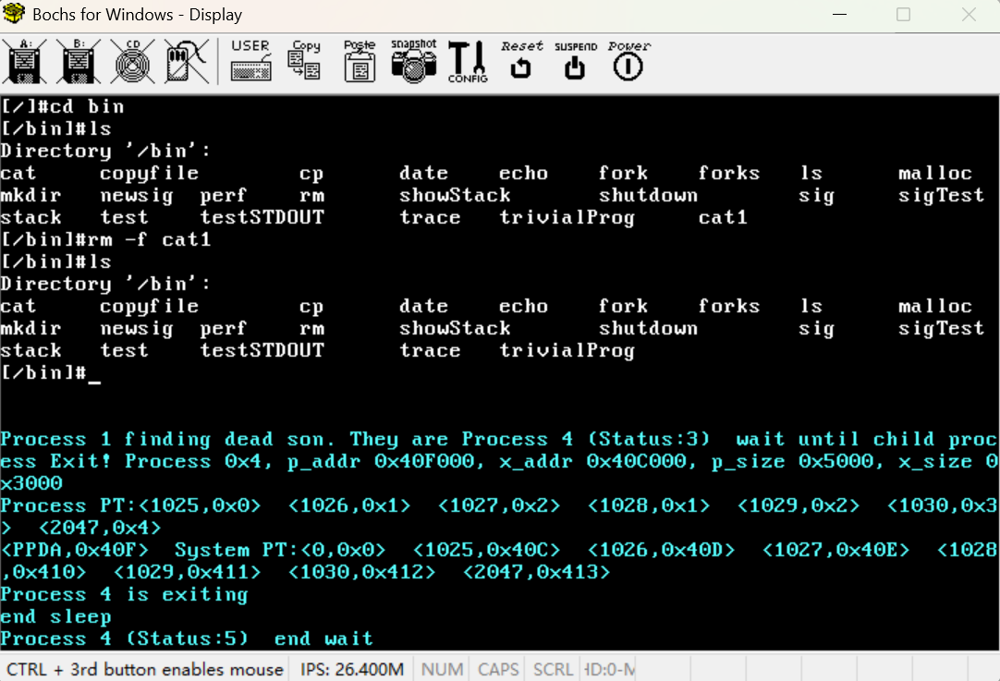 Bochs for Windows - Display
A: B: CD USER Copy Paste snapshot CONFIG Reset SUSPEND Power
[/]#cd bin
[/bin]#ls
Directory '/bin':
cat copyfile cp date echo fork forks ls malloc
mkdir newsig perf rm showStack shutdown sig sigTest
stack test testSTDOUT trace trivialProg cat1
[/bin]#rm -f cat1
[/bin]#ls
Directory '/bin':
cat copyfile cp date echo fork forks ls malloc
mkdir newsig perf rm showStack shutdown sig sigTest
stack test testSTDOUT trace trivialProg
[/bin]#_
Process 1 finding dead son. They are Process 4 (Status:3)  wait until child proc
ess Exit! Process 0x4, p_addr 0x40F000, x_addr 0x40C000, p_size 0x5000, x_size 0
x3000
Process PT:<1025,0x0>  <1026,0x1>  <1027,0x2>  <1028,0x1>  <1029,0x2>  <1030,0x3
>  <2047,0x4>
<PPDA,0x40F>  System PT:<0,0x0>  <1025,0x40C>  <1026,0x40D>  <1027,0x40E>  <1028
,0x410>  <1029,0x411>  <1030,0x412>  <2047,0x413>
Process 4 is exiting
end sleep
Process 4 (Status:5)  end wait
CTRL + 3rd button enables mouse IPS: 26.400M NUM CAPS SCRL HD:0-M